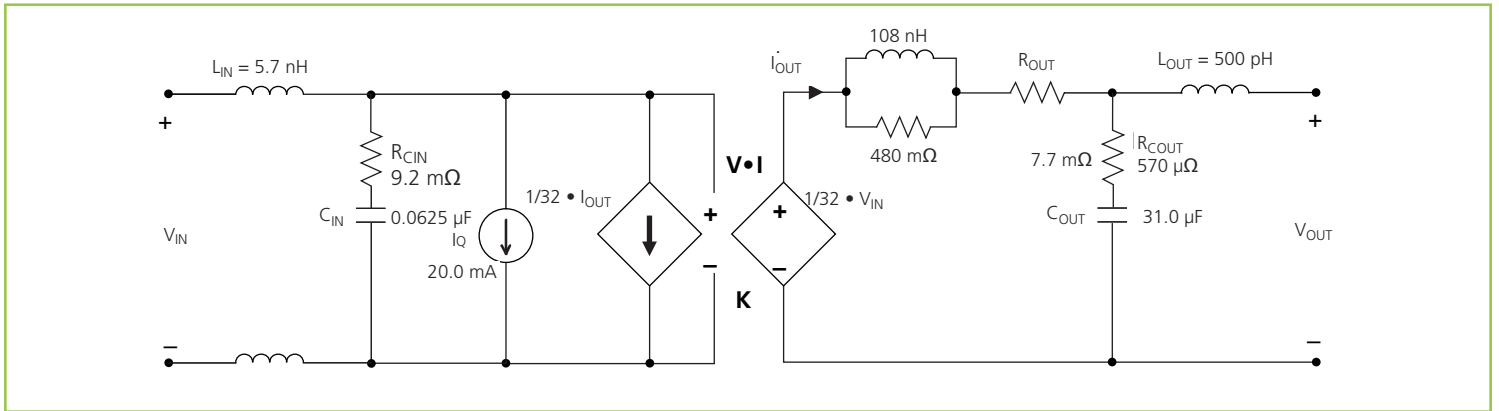 L_IN = 5.7 nH
+
R_CIN
9.2 mΩ
C_IN
0.0625 µF
V_IN
I_Q
20.0 mA
1/32 • I_OUT
–
V•I
+
–
K
+
–
1/32 • V_IN
I_OUT
108 nH
480 mΩ
R_OUT
L_OUT = 500 pH
7.7 mΩ
R_COUT
570 µΩ
C_OUT
31.0 µF
+
V_OUT
–